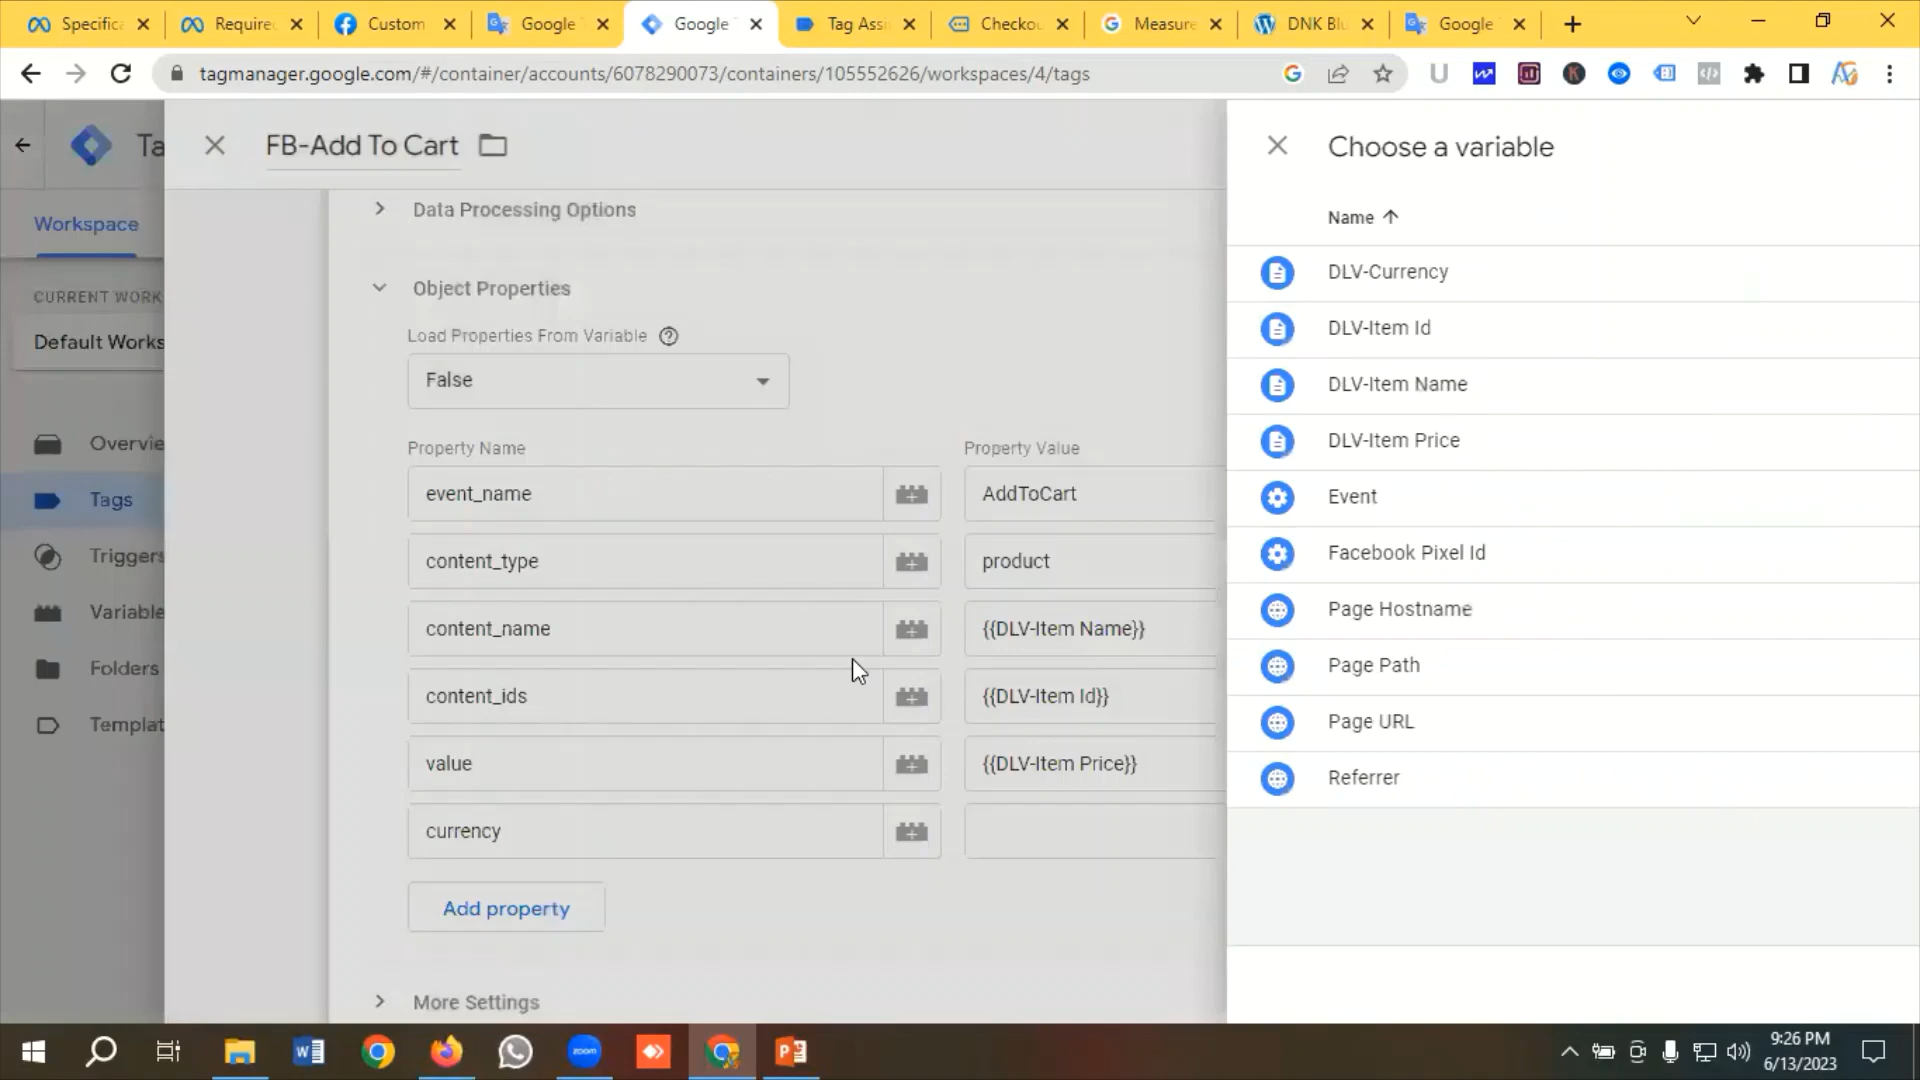 Specifica
Require
Custom
Google
Google
Tag Assi
Checkou
Measure
DNK Blu
Google
tagmanager.google.com/#/container/accounts/6078290073/containers/105552626/workspaces/4/tags
Ta
FB-Add To Cart
Choose a variable
Workspace
Data Processing Options
Name
CURRENT WORK
Default Works
Object Properties
DLV-Currency
Load Properties From Variable
DLV-Item Id
False
DLV-Item Name
Overvie
Property Name
Property Value
DLV-Item Price
Tags
event_name
AddToCart
Event
Triggers
content_type
product
Facebook Pixel Id
Variable
content_name
{{DLV-Item Name}}
Page Hostname
Folders
content_ids
{{DLV-Item Id}}
Page Path
Templat
value
{{DLV-Item Price}}
Page URL
currency
Referrer
Add property
More Settings
zoom
9:26 PM
6/13/2023